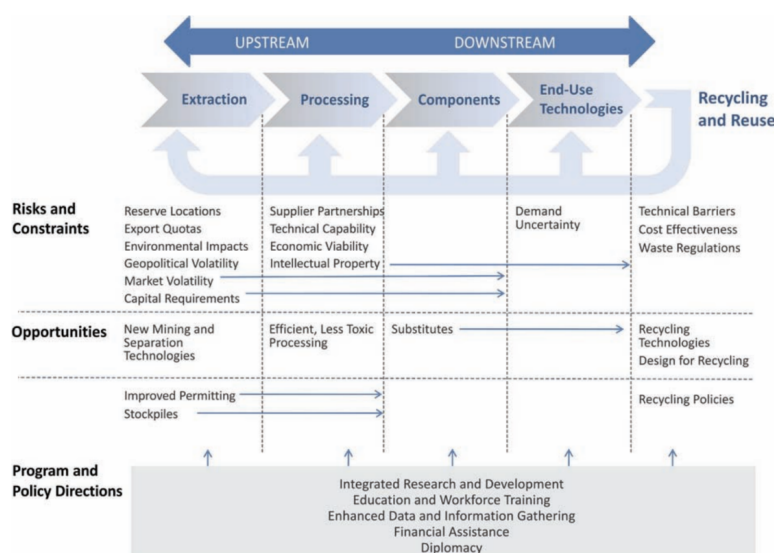 UPSTREAM DOWNSTREAM
Extraction Processing Components End-Use
Technologies
Recycling
and Reuse
Risks and
Constraints
Reserve Locations
Export Quotas
Environmental Impacts
Geopolitical Volatility
Market Volatility
Capital Requirements
Supplier Partnerships
Technical Capability
Economic Viability
Intellectual Property
Demand
Uncertainty
Technical Barriers
Cost Effectiveness
Waste Regulations
Opportunities
New Mining and
Separation
Technologies
Efficient, Less Toxic
Processing
Substitutes
Recycling
Technologies
Design for Recycling
Improved Permitting
Stockpiles
Recycling Policies
Program and
Policy Directions
Integrated Research and Development
Education and Workforce Training
Enhanced Data and Information Gathering
Financial Assistance
Diplomacy